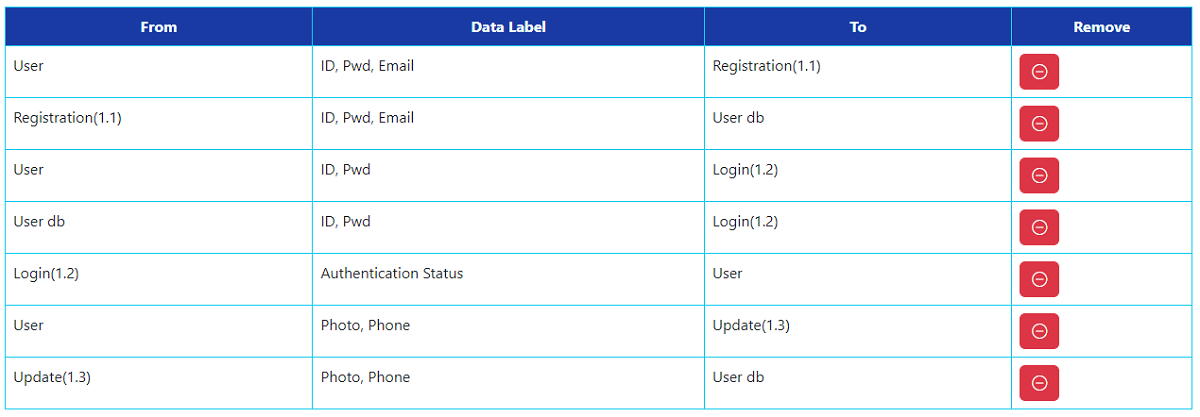 From Data Label To Remove
User ID, Pwd, Email Registration(1.1)
Registration(1.1) ID, Pwd, Email User db
User ID, Pwd Login(1.2)
User db ID, Pwd Login(1.2)
Login(1.2) Authentication Status User
User Photo, Phone Update(1.3)
Update(1.3) Photo, Phone User db